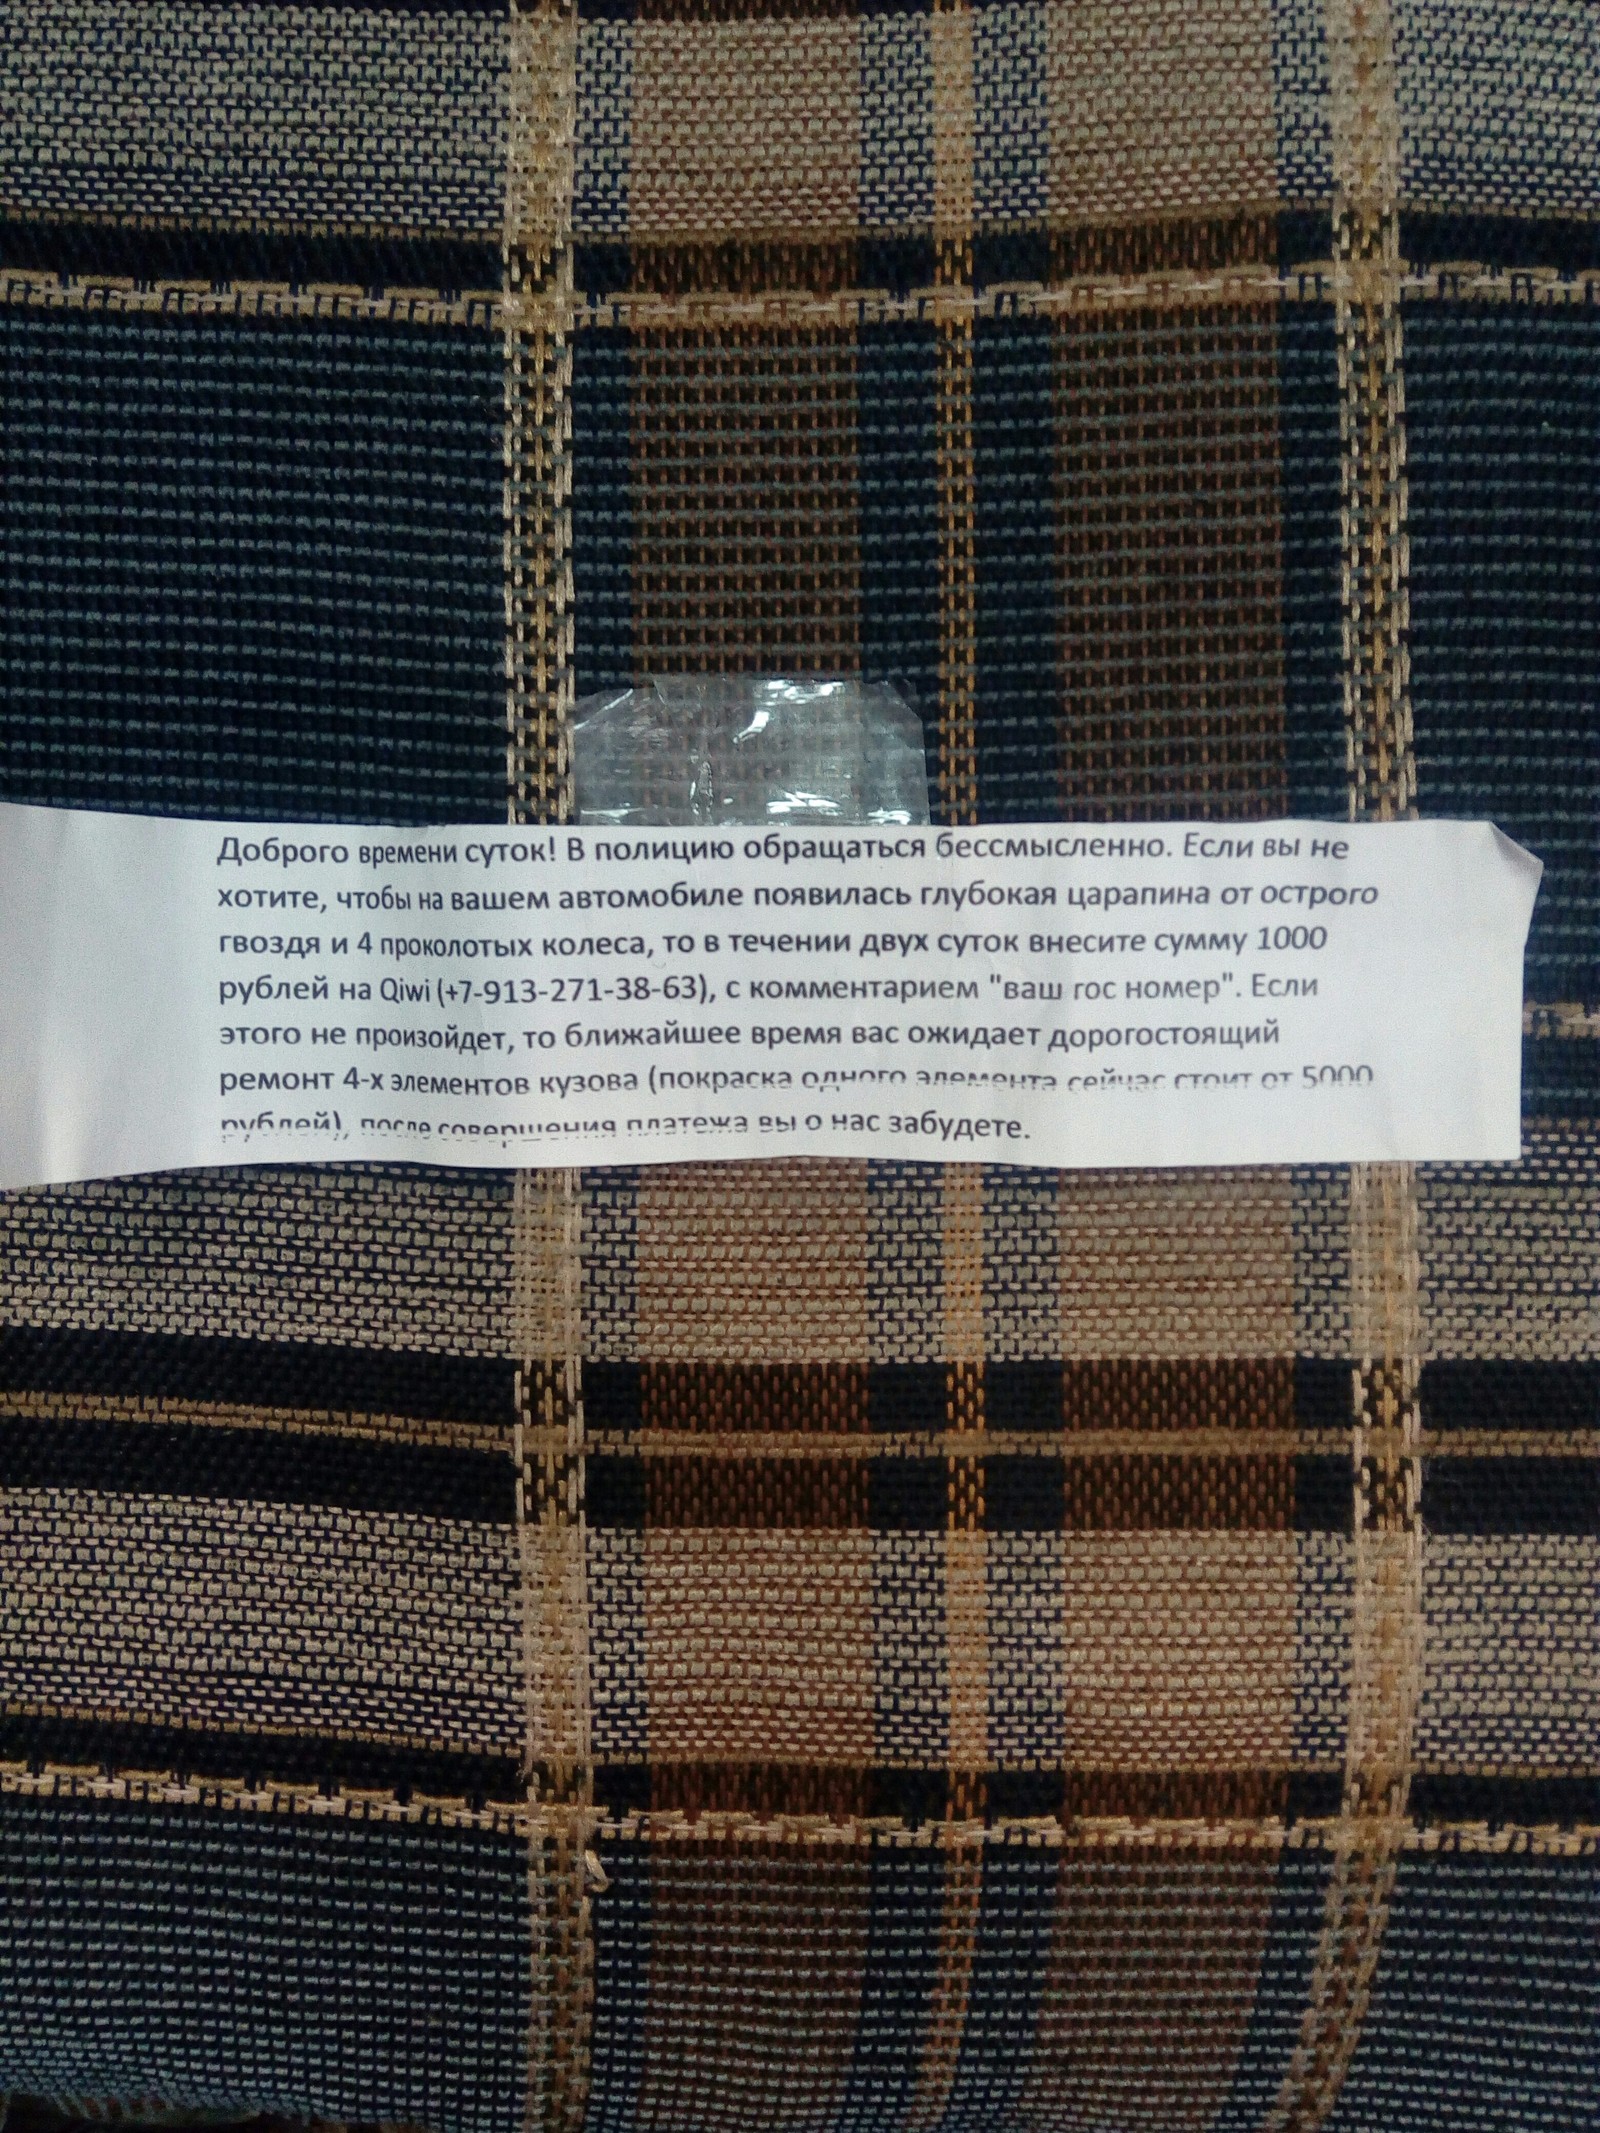 Доброго времени суток! В полицию обращаться бессмысленно. Если вы не
хотите, чтобы на вашем автомобиле появилась глубокая царапина от острого
гвоздя и 4 проколотых колеса, то в течении двух суток внесите сумму 1000
рублей на Qiwi (+7-913-271-38-63), с комментарием "ваш гос номер". Если
этого не произойдет, то ближайшее время вас ожидает дорогостоящий
ремонт 4-х элементов кузова (покраска одного элемента сейчас стоит от 5000
рублей), после совершения платежа вы о нас забудете.